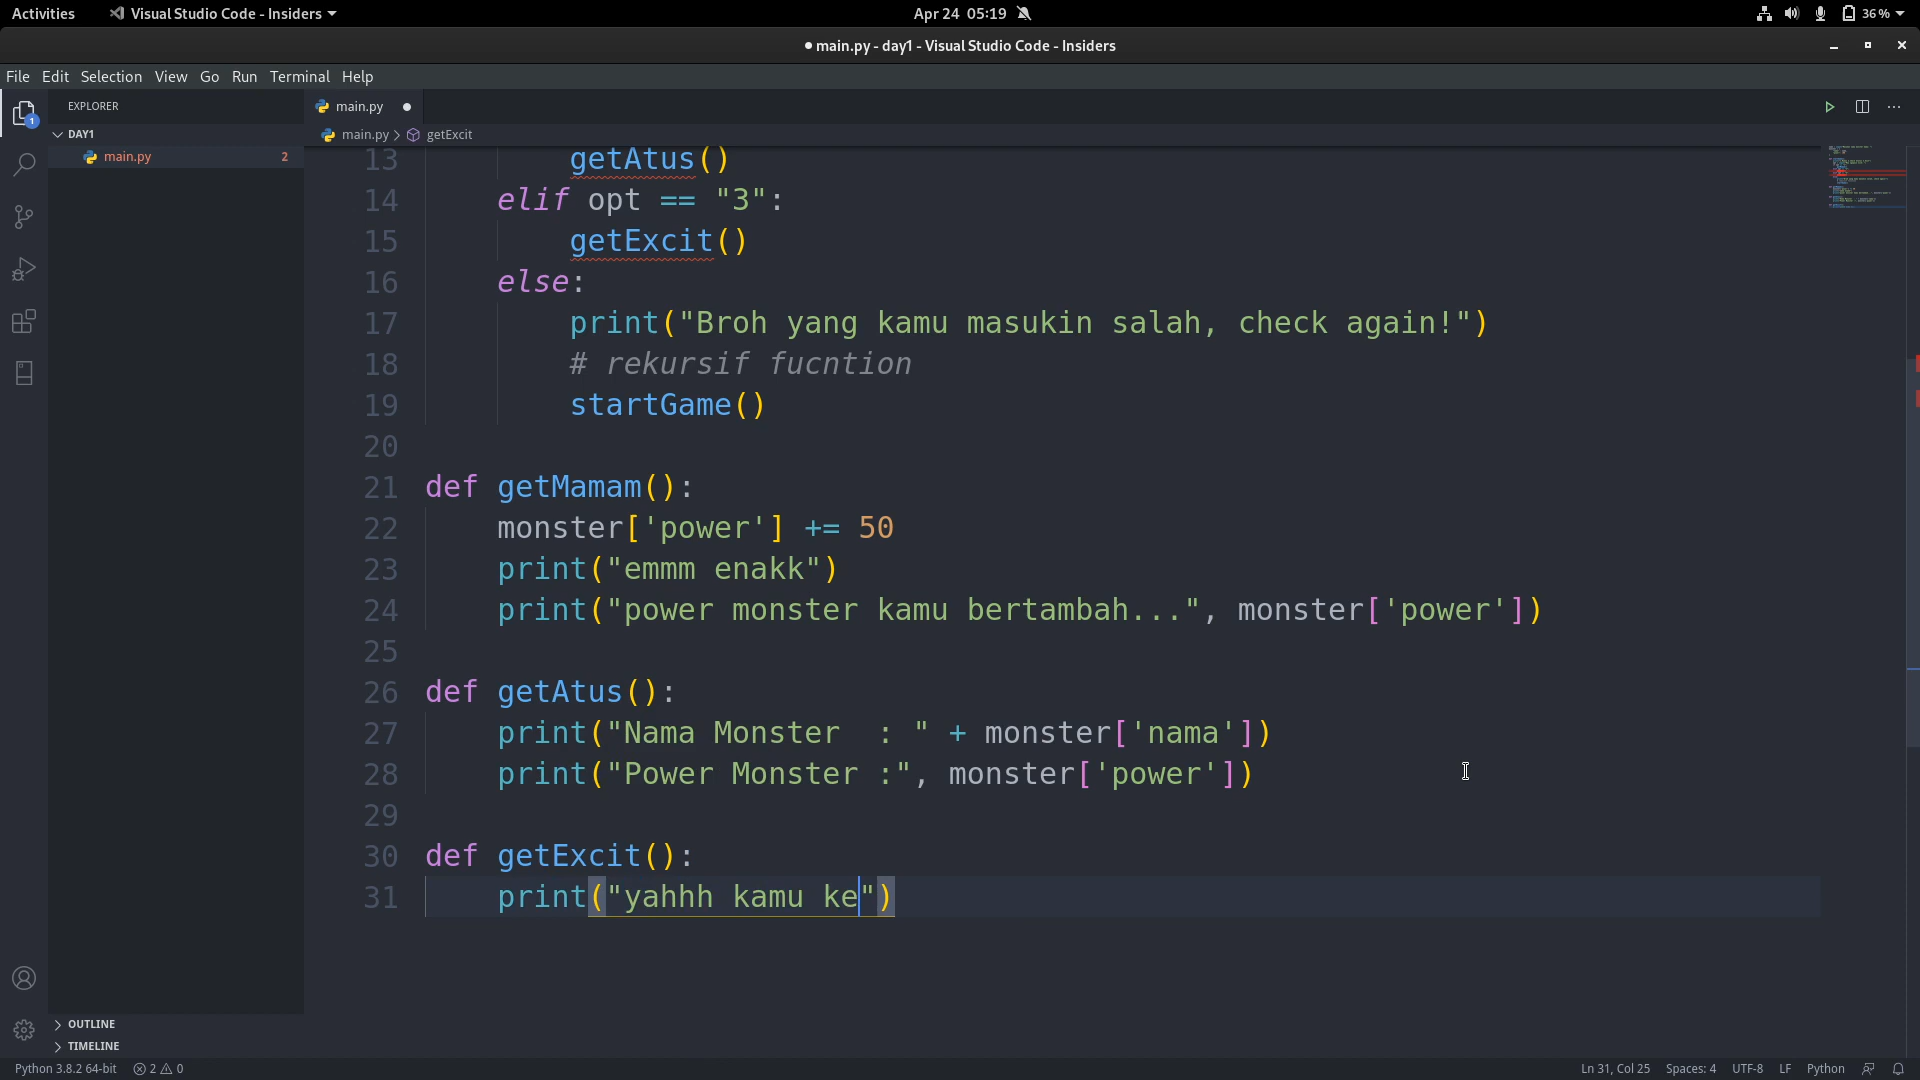 Activities Visual Studio Code - Insiders Apr 24 05:19 36 %
● main.py - day1 - Visual Studio Code - Insiders
File Edit Selection View Go Run Terminal Help
EXPLORER main.py
main.py > getExcit
1
DAY1
main.py 2
13 getAtus()
14 elif opt == "3":
15 getExcit()
16 else:
17 print("Broh yang kamu masukin salah, check again!")
18 # rekursif fucntion
19 startGame()
20
21 def getMamam():
22 monster['power'] += 50
23 print("emmm enakk")
24 print("power monster kamu bertambah...", monster['power'])
25
26 def getAtus():
27 print("Nama Monster  : " + monster['nama'])
28 print("Power Monster :", monster['power'])
29
30 def getExcit():
31 print("yahhh kamu ke")
OUTLINE
TIMELINE
Python 3.8.2 64-bit 2 0 Ln 31, Col 25 Spaces: 4 UTF-8 LF Python